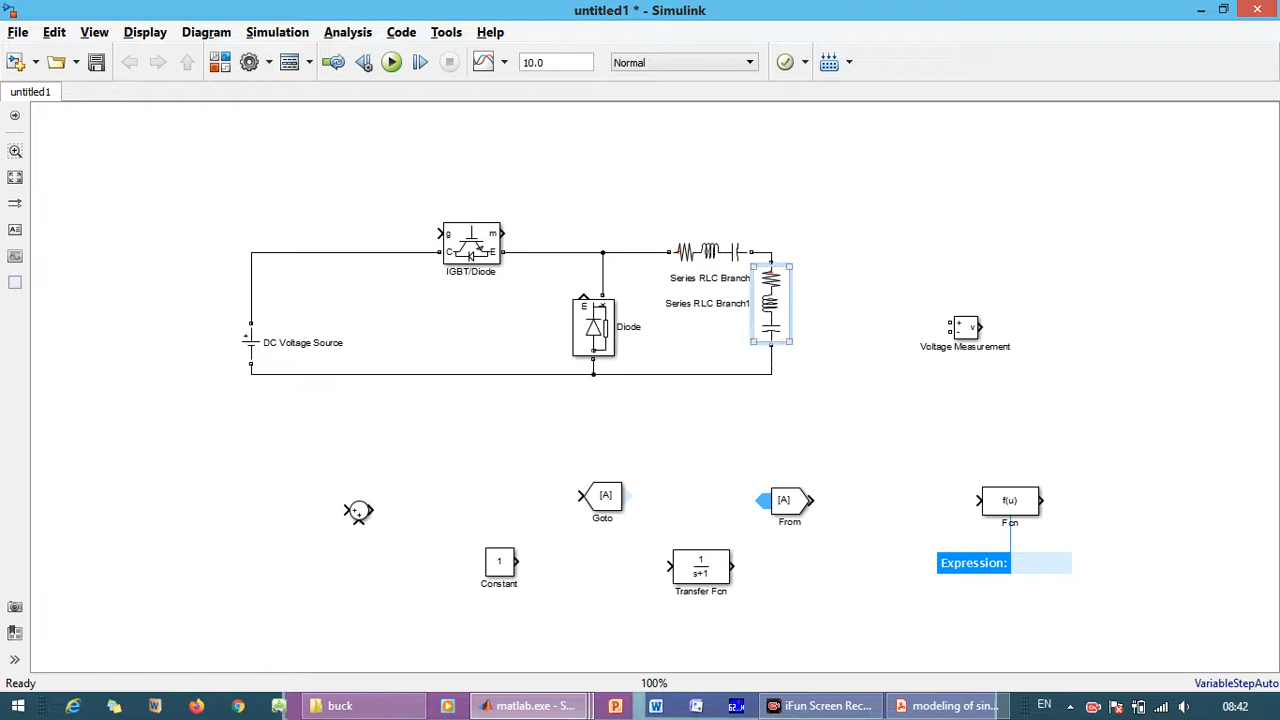 untitled1 * - Simulink
File Edit View Display Diagram Simulation Analysis Code Tools Help
10.0 Normal
untitled1
g m
C E
IGBT/Diode
Series RLC Branch
Series RLC Branch1
m k
Diode
DC Voltage Source
+ - v
Voltage Measurement
[A]
Goto
[A]
From
f(u)
Fcn
Expression:
1
Constant
1
s+1
Transfer Fcn
Ready 100% VariableStepAuto
buck matlab.exe - S... iFun Screen Rec... modeling of sin... EN 08:42